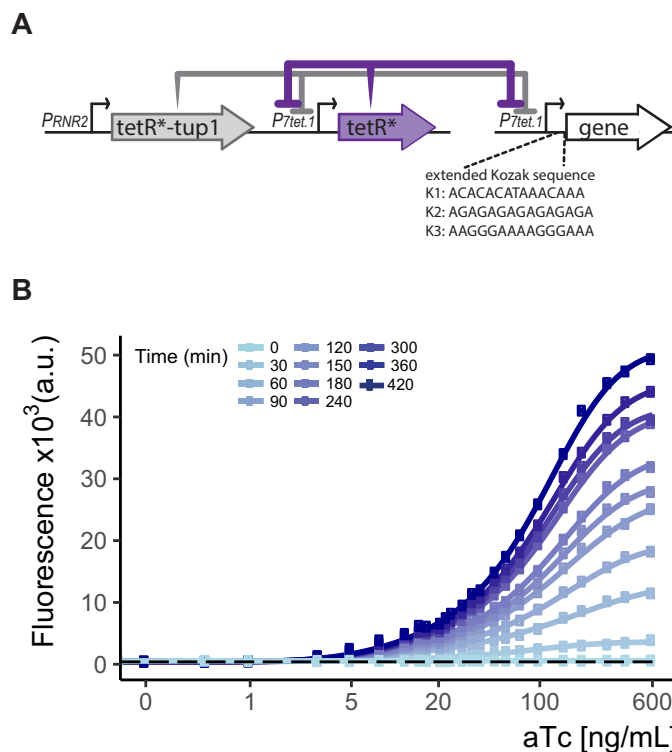 A
PRNR2 tetR*-tup1 P7tet.1 tetR* P7tet.1 gene
extended Kozak sequence
K1: ACACACATAAACAAA
K2: AGAGAGAGAGAGAGA
K3: AAGGGAAAAGGGAAA
B
Fluorescence x10³(a.u.)
50
40
30
20
10
0
Time (min)
0 120 300
30 150 360
60 180 420
90 240
0 1 5 20 100 600
aTc [ng/mL]